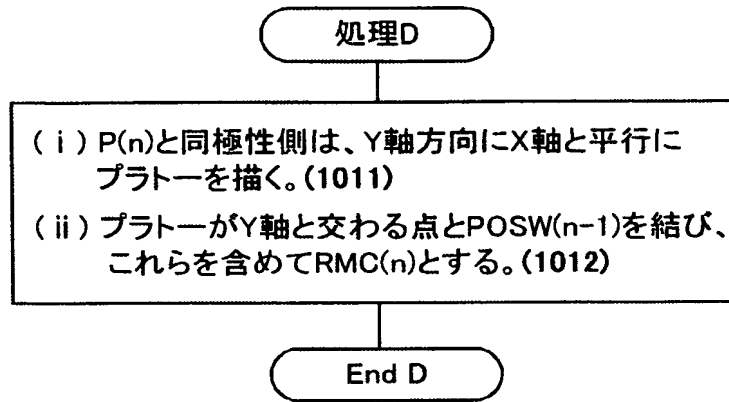 処理D
(ⅰ) P(n)と同極性側は、Y軸方向にX軸と平行に
プラトーを描く。(1011)
(ⅱ) プラトーがY軸と交わる点とPOSW(n-1)を結び、
これらを含めてRMC(n)とする。(1012)
End D